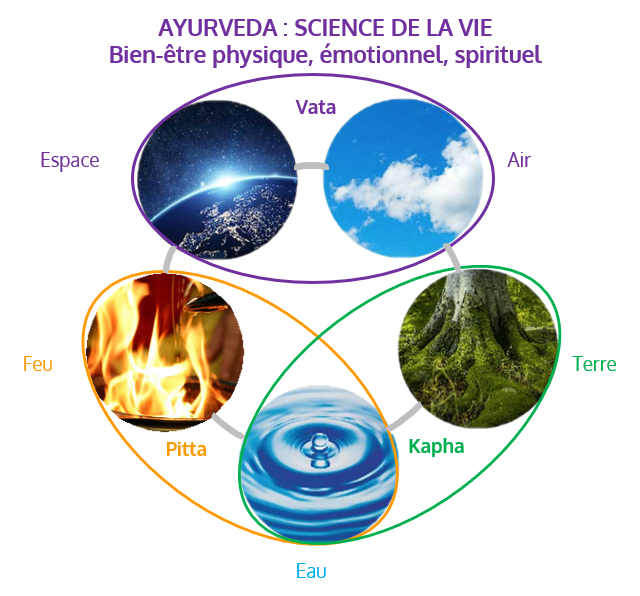 AYURVEDA : SCIENCE DE LA VIE
Bien-être physique, émotionnel, spirituel
Vata
Espace
Air
Feu
Terre
Pitta
Kapha
Eau